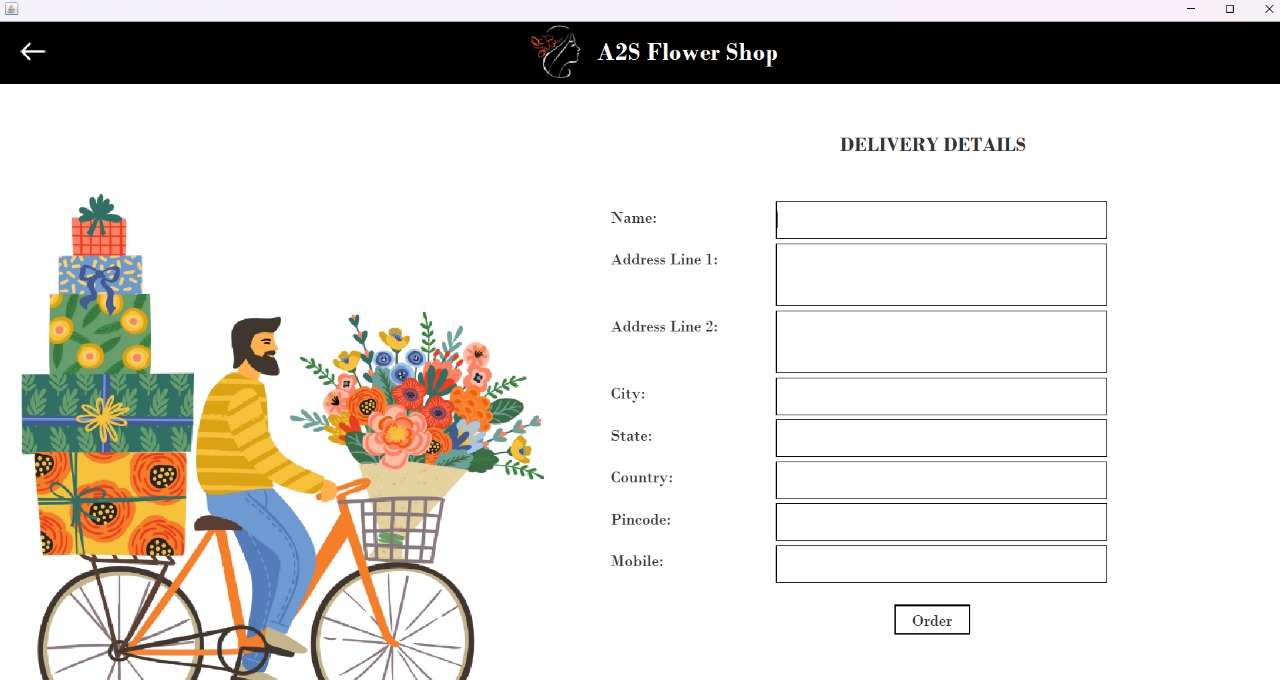 A2S Flower Shop
DELIVERY DETAILS
Name:
Address Line 1:
Address Line 2:
City:
State:
Country:
Pincode:
Mobile:
Order